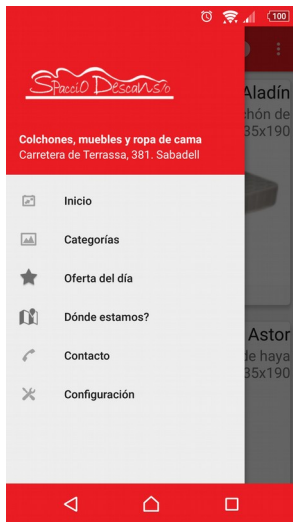 100
Spaccio Descanso
Colchones, muebles y ropa de cama
Carretera de Terrassa, 381. Sabadell
Inicio
Categorías
Oferta del día
Dónde estamos?
Contacto
Configuración
Aladín
chón de
35x190
Astor
de haya
35x190